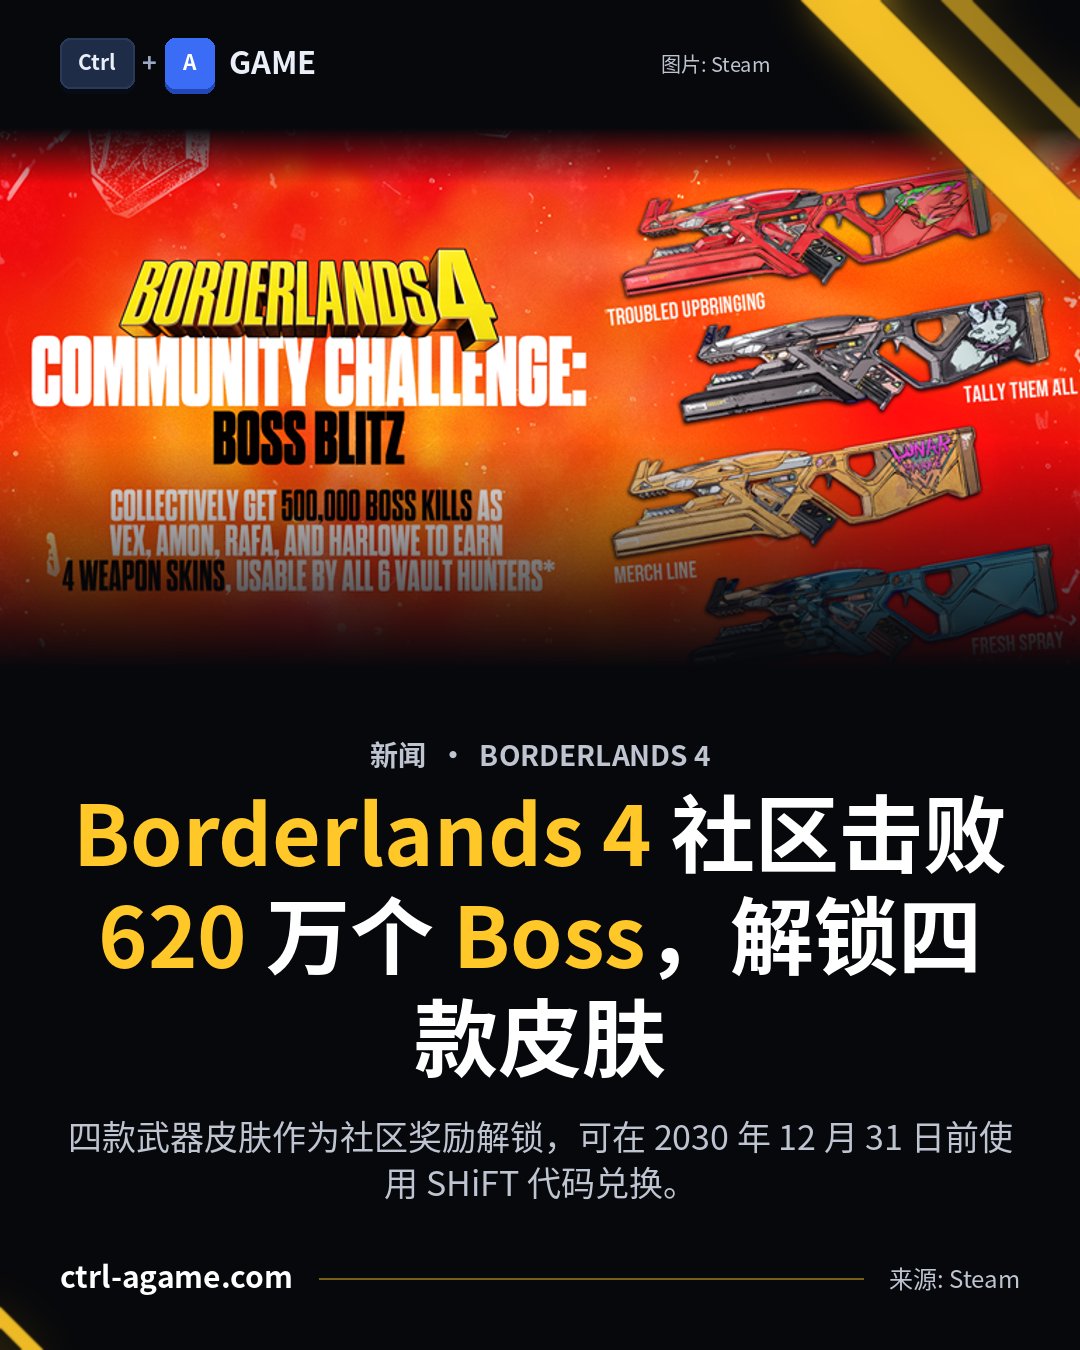 Ctrl + A GAME
图片: Steam
BORDERLANDS 4
COMMUNITY CHALLENGE:
BOSS BLITZ
COLLECTIVELY GET 500,000 BOSS KILLS AS
VEX, AMON, RAFA, AND HARLOWE TO EARN
4 WEAPON SKINS, USABLE BY ALL 6 VAULT HUNTERS*
TROUBLED UPBRINGING
TALLY THEM ALL
MERCH LINE
FRESH SPRAY
新闻 · BORDERLANDS 4
Borderlands 4 社区击败
620 万个 Boss，解锁四
款皮肤
四款武器皮肤作为社区奖励解锁，可在 2030 年 12 月 31 日前使
用 SHiFT 代码兑换。
ctrl-agame.com
来源: Steam